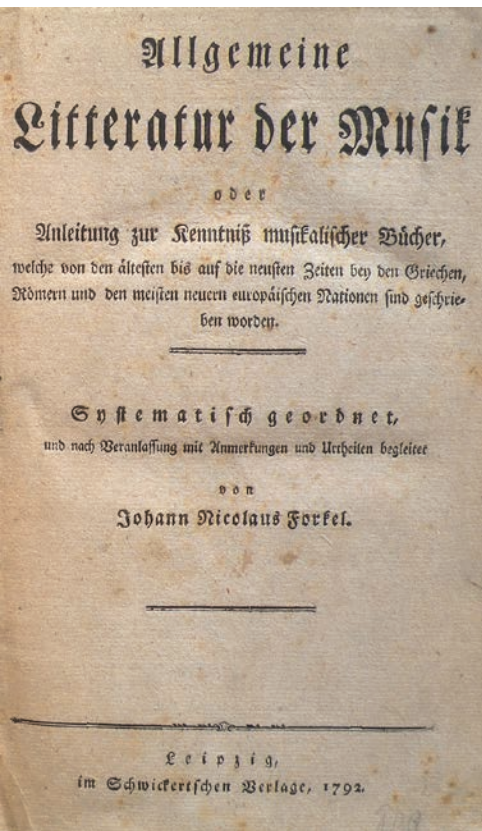 Allgemeine
Litteratur der Musik
oder
Anleitung zur Kenntniß musikalischer Bücher,
welche von den ältesten bis auf die neusten Zeiten bey den Griechen,
Römern und den meisten neuern europäischen Nationen sind geschrie-
ben worden.
Systematisch geordnet,
und nach Veranlassung mit Anmerkungen und Urtheilen begleitet
von
Johann Nicolaus Forkel.
Leipzig,
im Schwickertschen Verlage, 1792.